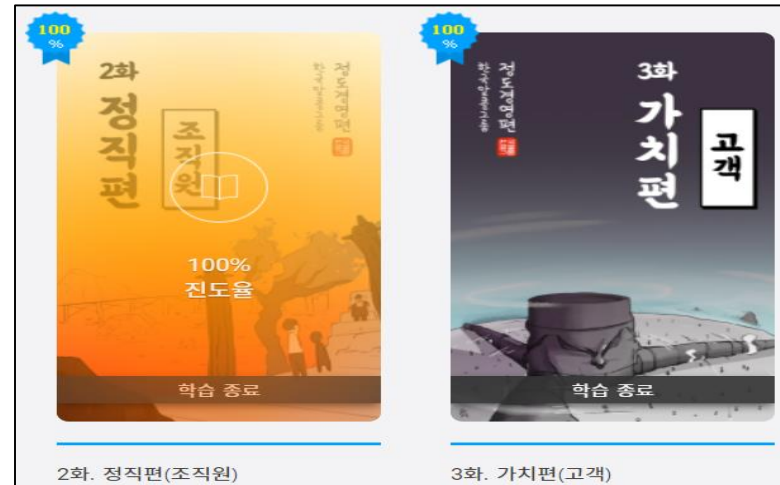 100
%
2화
정직편
조직원
정도경영편
100%
진도율
학습 종료
2화. 정직편(조직원)
100
%
정도경영편
3화
가치편
고객
학습 종료
3화. 가치편(고객)